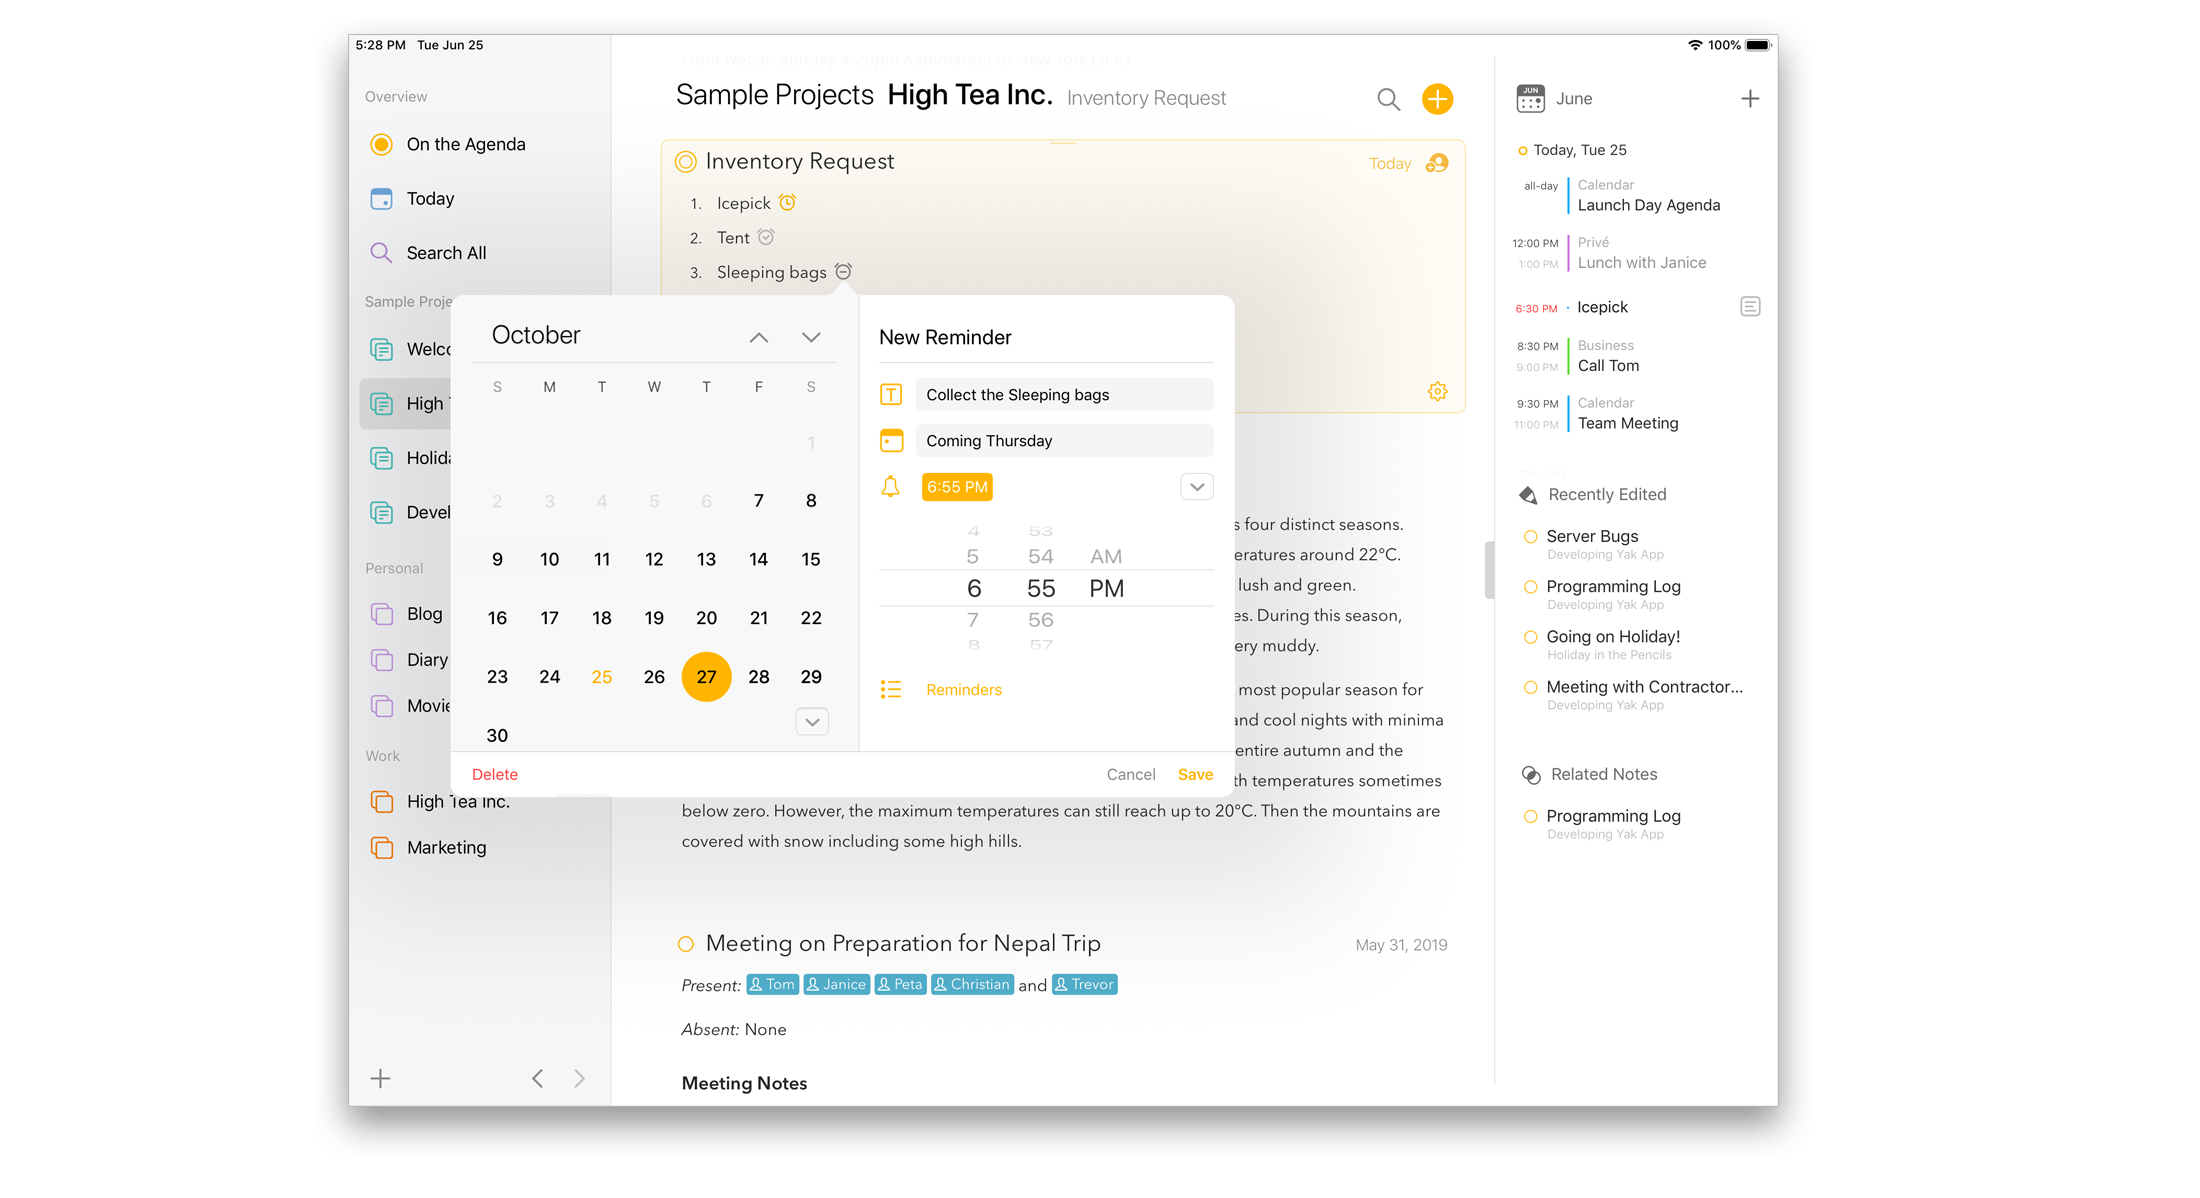 5:28 PM Tue Jun 25
100%
Overview
On the Agenda
Today
Search All
Sample Proje
Welc
High
Holid
Devel
Personal
Blog
Diary
Movie
Work
High Tea Inc.
Marketing
From Nepal: Sunday 4:20pm Kathmandu to New York (JFK)
Sample Projects High Tea Inc. Inventory Request
Inventory Request
Today
1. Icepick
2. Tent
3. Sleeping bags
October
S M T W T F S
1
2 3 4 5 6 7 8
9 10 11 12 13 14 15
16 17 18 19 20 21 22
23 24 25 26 27 28 29
30
New Reminder
T
Collect the Sleeping bags
Coming Thursday
6:55 PM
4 53
5 54 AM
6 55 PM
7 56
8 57
Reminders
Delete
Cancel Save
s four distinct seasons.
eratures around 22°C.
lush and green.
es. During this season,
ery muddy.
most popular season for
and cool nights with minima
entire autumn and the
th temperatures sometimes
below zero. However, the maximum temperatures can still reach up to 20°C. Then the mountains are
covered with snow including some high hills.
Meeting on Preparation for Nepal Trip
May 31, 2019
Present: Tom Janice Peta Christian and Trevor
Absent: None
Meeting Notes
JUN
June
Today, Tue 25
all-day Calendar
Launch Day Agenda
12:00 PM Privé
1:00 PM Lunch with Janice
6:30 PM Icepick
8:30 PM Business
9:00 PM Call Tom
9:30 PM Calendar
11:00 PM Team Meeting
Recently Edited
Server Bugs
Developing Yak App
Programming Log
Developing Yak App
Going on Holiday!
Holiday in the Pencils
Meeting with Contractor...
Developing Yak App
Related Notes
Programming Log
Developing Yak App